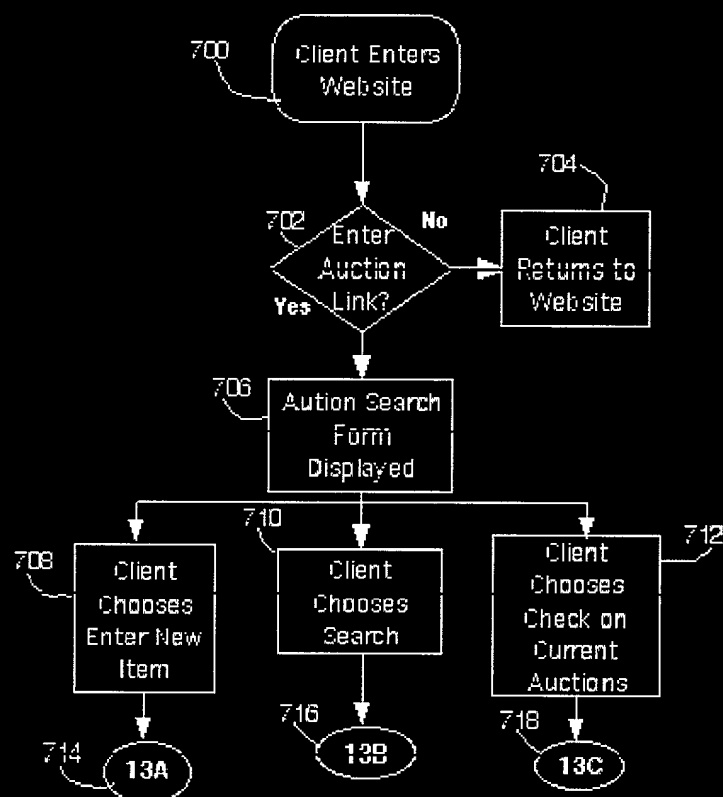 700
Client Enters
Website
704
702
No
Enter
Auction
Link?
Yes
Client
Returns to
Website
706
Aution Search
Form
Displayed
708
Client
Chooses
Enter New
Item
710
Client
Chooses
Search
712
Client
Chooses
Check on
Current
Auctions
714
13A
716
13B
718
13C